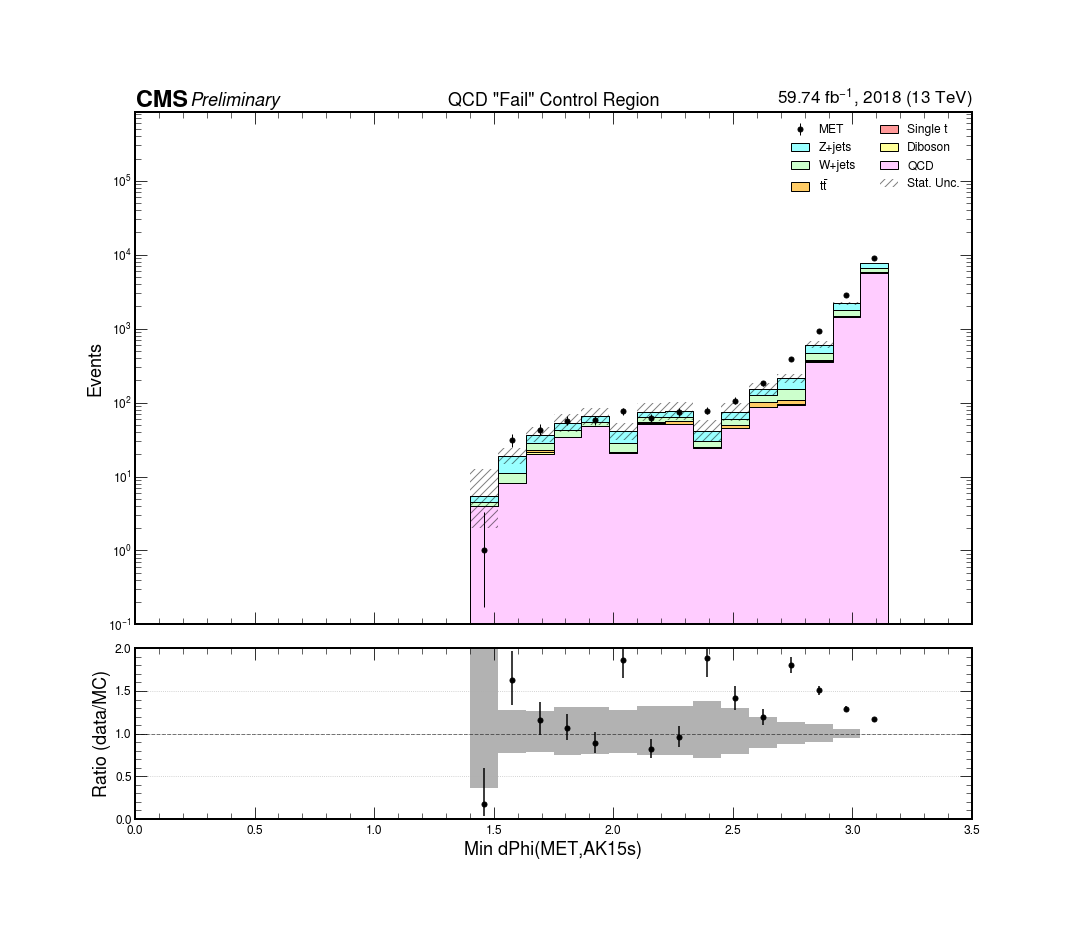 CMS Preliminary QCD "Fail" Control Region 59.74 fb⁻¹, 2018 (13 TeV)
MET
Z+jets
W+jets
tt̄
Single t
Diboson
QCD
Stat. Unc.
Events
10⁵
10⁴
10³
10²
10¹
10⁰
10⁻¹
Ratio (data/MC)
2.0
1.5
1.0
0.5
0.0
0.0 0.5 1.0 1.5 2.0 2.5 3.0 3.5
Min dPhi(MET,AK15s)